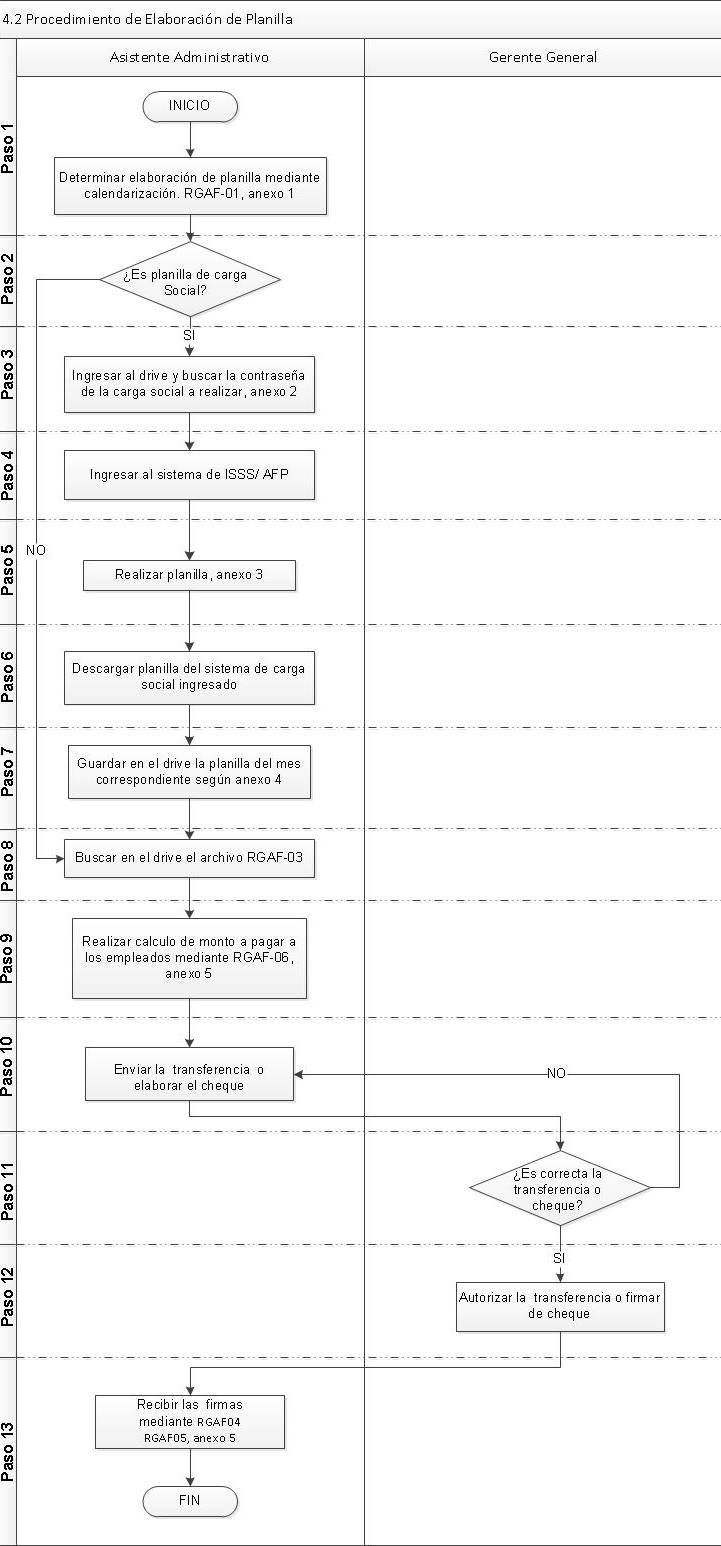 4.2 Procedimiento de Elaboración de Planilla
Asistente Administrativo
Gerente General
Paso 1
INICIO
Determinar elaboración de planilla mediante
calendarización. RGAF-01, anexo 1
Paso 2
¿Es planilla de carga
Social?
SI
Paso 3
Ingresar al drive y buscar la contraseña
de la carga social a realizar, anexo 2
Paso 4
Ingresar al sistema de ISSS/ AFP
Paso 5
NO
Realizar planilla, anexo 3
Paso 6
Descargar planilla del sistema de carga
social ingresado
Paso 7
Guardar en el drive la planilla del mes
correspondiente según anexo 4
Paso 8
Buscar en el drive el archivo RGAF-03
Paso 9
Realizar calculo de monto a pagar a
los empleados mediante RGAF-06,
anexo 5
Paso 10
Enviar la transferencia o
elaborar el cheque
NO
Paso 11
¿Es correcta la
transferencia o
cheque?
SI
Paso 12
Autorizar la transferencia o firmar
de cheque
Paso 13
Recibir las firmas
mediante RGAF04
RGAF05, anexo 5
FIN